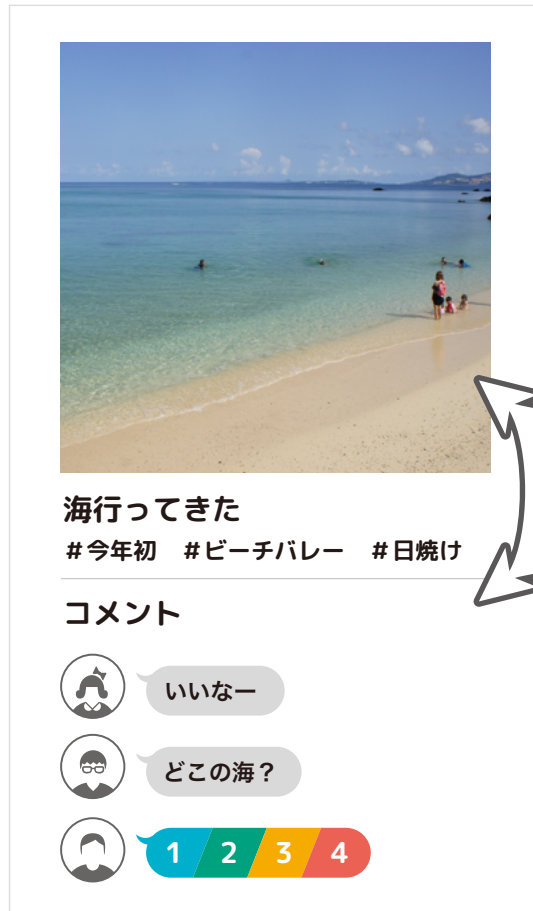 海行ってきた
#今年初 #ビーチバレー #日焼け
コメント
いいなー
どこの海？
1 2 3 4